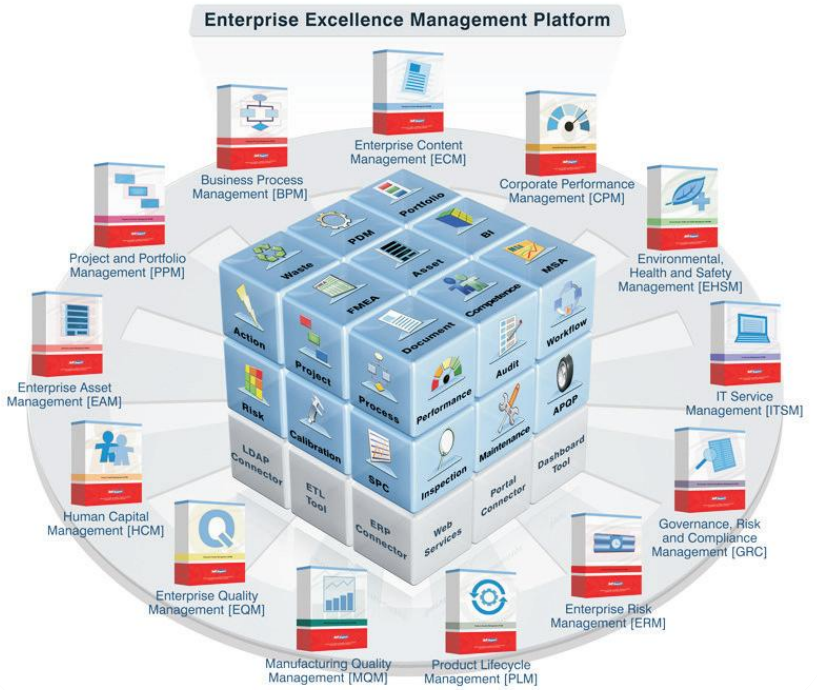 Enterprise Excellence Management Platform
Enterprise Content
Management [ECM]
Business Process
Management [BPM]
Corporate Performance
Management [CPM]
Project and Portfolio
Management [PPM]
Environmental,
Health and Safety
Management [EHSM]
Enterprise Asset
Management [EAM]
IT Service
Management [ITSM]
Human Capital
Management [HCM]
Governance, Risk
and Compliance
Management [GRC]
Enterprise Quality
Management [EQM]
Enterprise Risk
Management [ERM]
Manufacturing Quality
Management [MQM]
Product Lifecycle
Management [PLM]
Portfolio
PDM
BI
Waste
Asset
MSA
FMEA
Competence
Document
Action
Project
Process
Performance
Audit
Workflow
Risk
Calibration
SPC
Inspection
Maintenance
APQP
LDAP
Connector
ETL
Tool
ERP
Connector
Web
Services
Portal
Connector
Dashboard
Tool